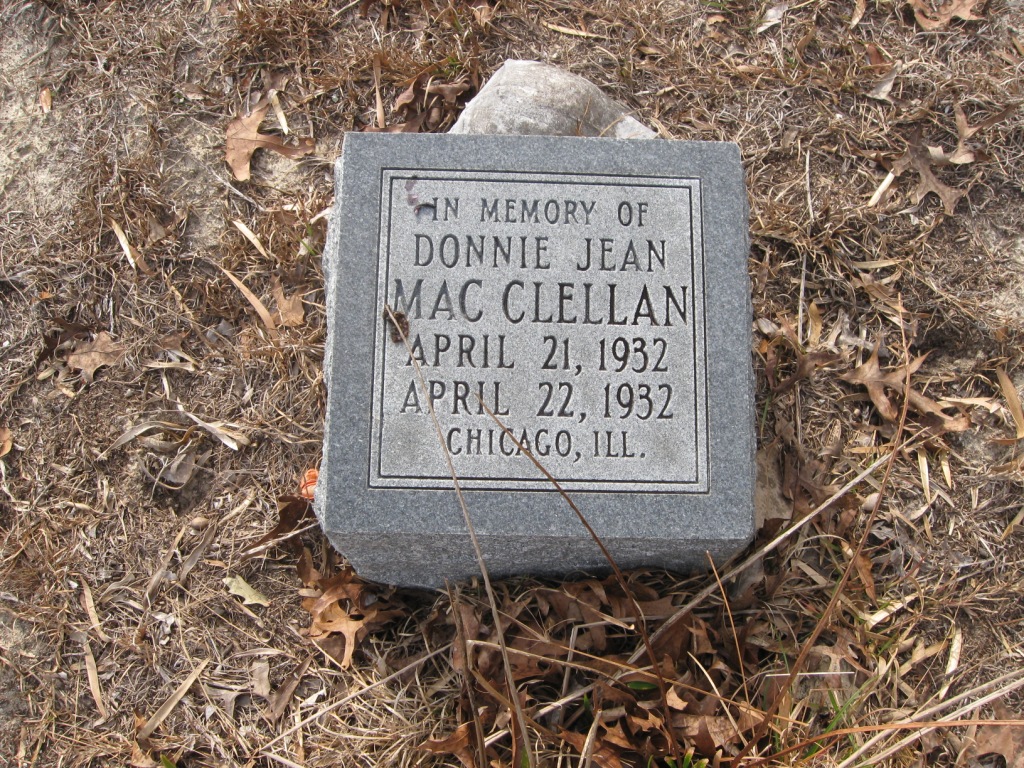 IN MEMORY OF
DONNIE JEAN
MAC CLELLAN
APRIL 21, 1932
APRIL 22, 1932
CHICAGO, ILL.